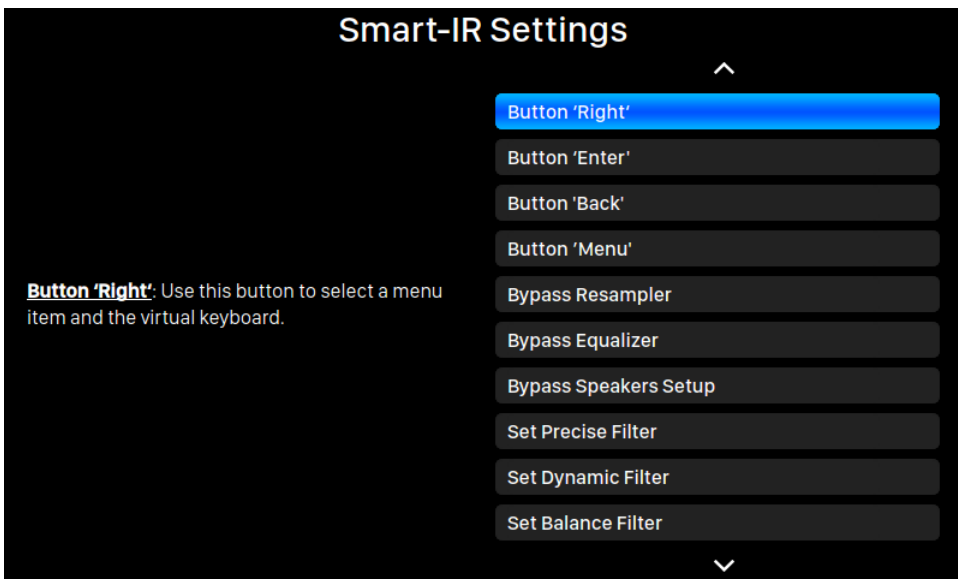 Smart-IR Settings
Button ‘Right‘
Button ‘Enter'
Button 'Back'
Button ‘Menu'
Button ‘Right‘: Use this button to select a menu
item and the virtual keyboard.
Bypass Resampler
Bypass Equalizer
Bypass Speakers Setup
Set Precise Filter
Set Dynamic Filter
Set Balance Filter